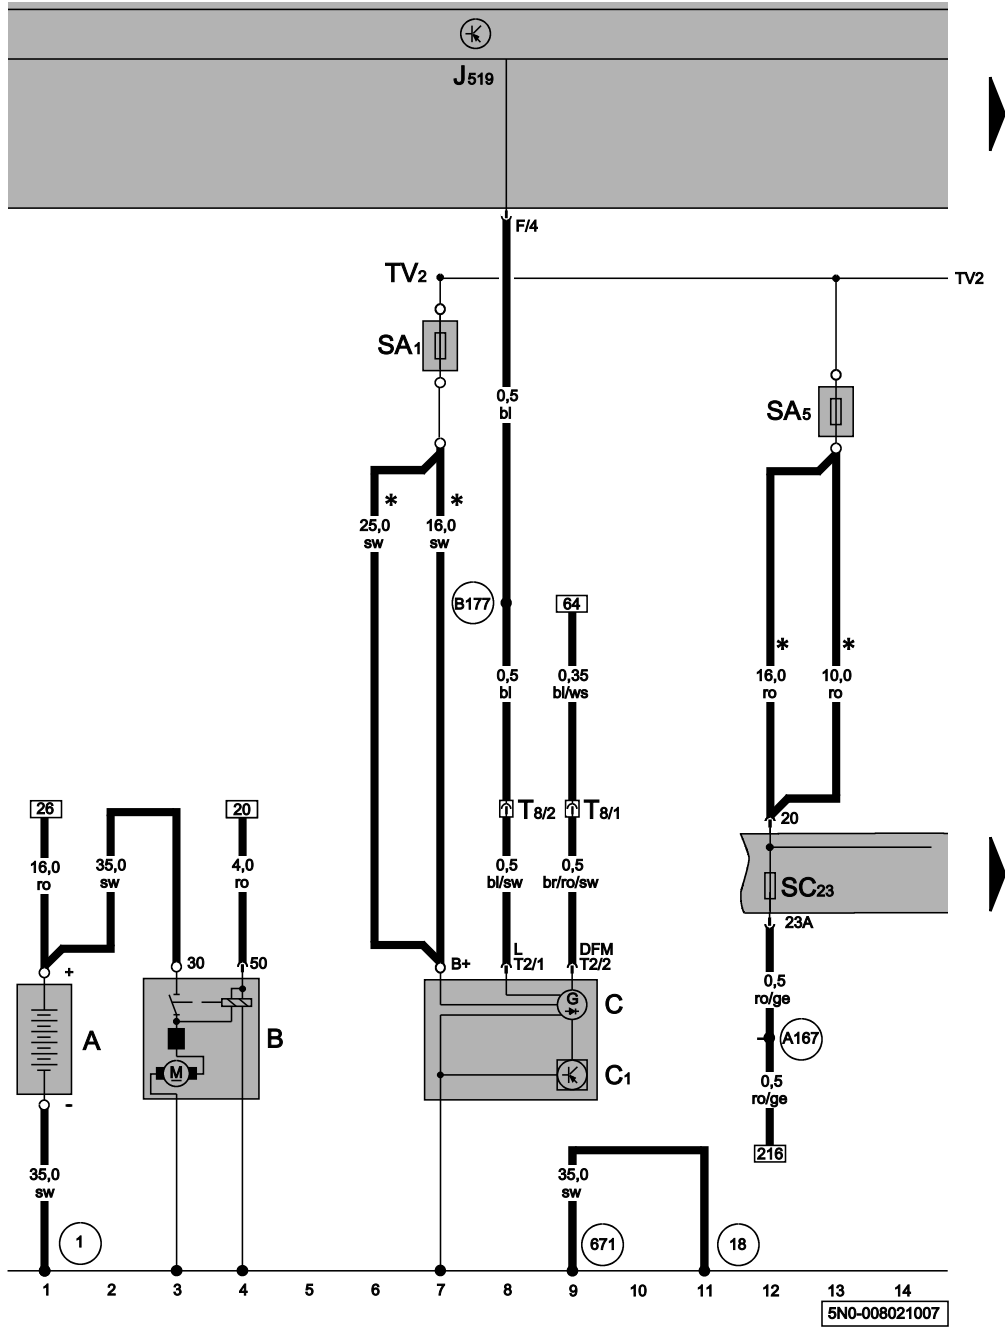 J519
F/4
TV2
TV2
SA1
0,5
bl
SA5
*
*
25,0
sw
16,0
sw
B177
64
*
*
0,5
bl
0,35
bl/ws
16,0
ro
10,0
ro
26
20
T8/2
T8/1
20
16,0
ro
35,0
sw
4,0
ro
0,5
bl/sw
0,5
br/ro/sw
SC23
23A
+
30
50
B+
L
T2/1
DFM
T2/2
0,5
ro/ge
A
B
M
G
C
C1
A167
-
0,5
ro/ge
216
35,0
sw
35,0
sw
1
671
18
1 2 3 4 5 6 7 8 9 10 11 12 13 14
5N0-008021007